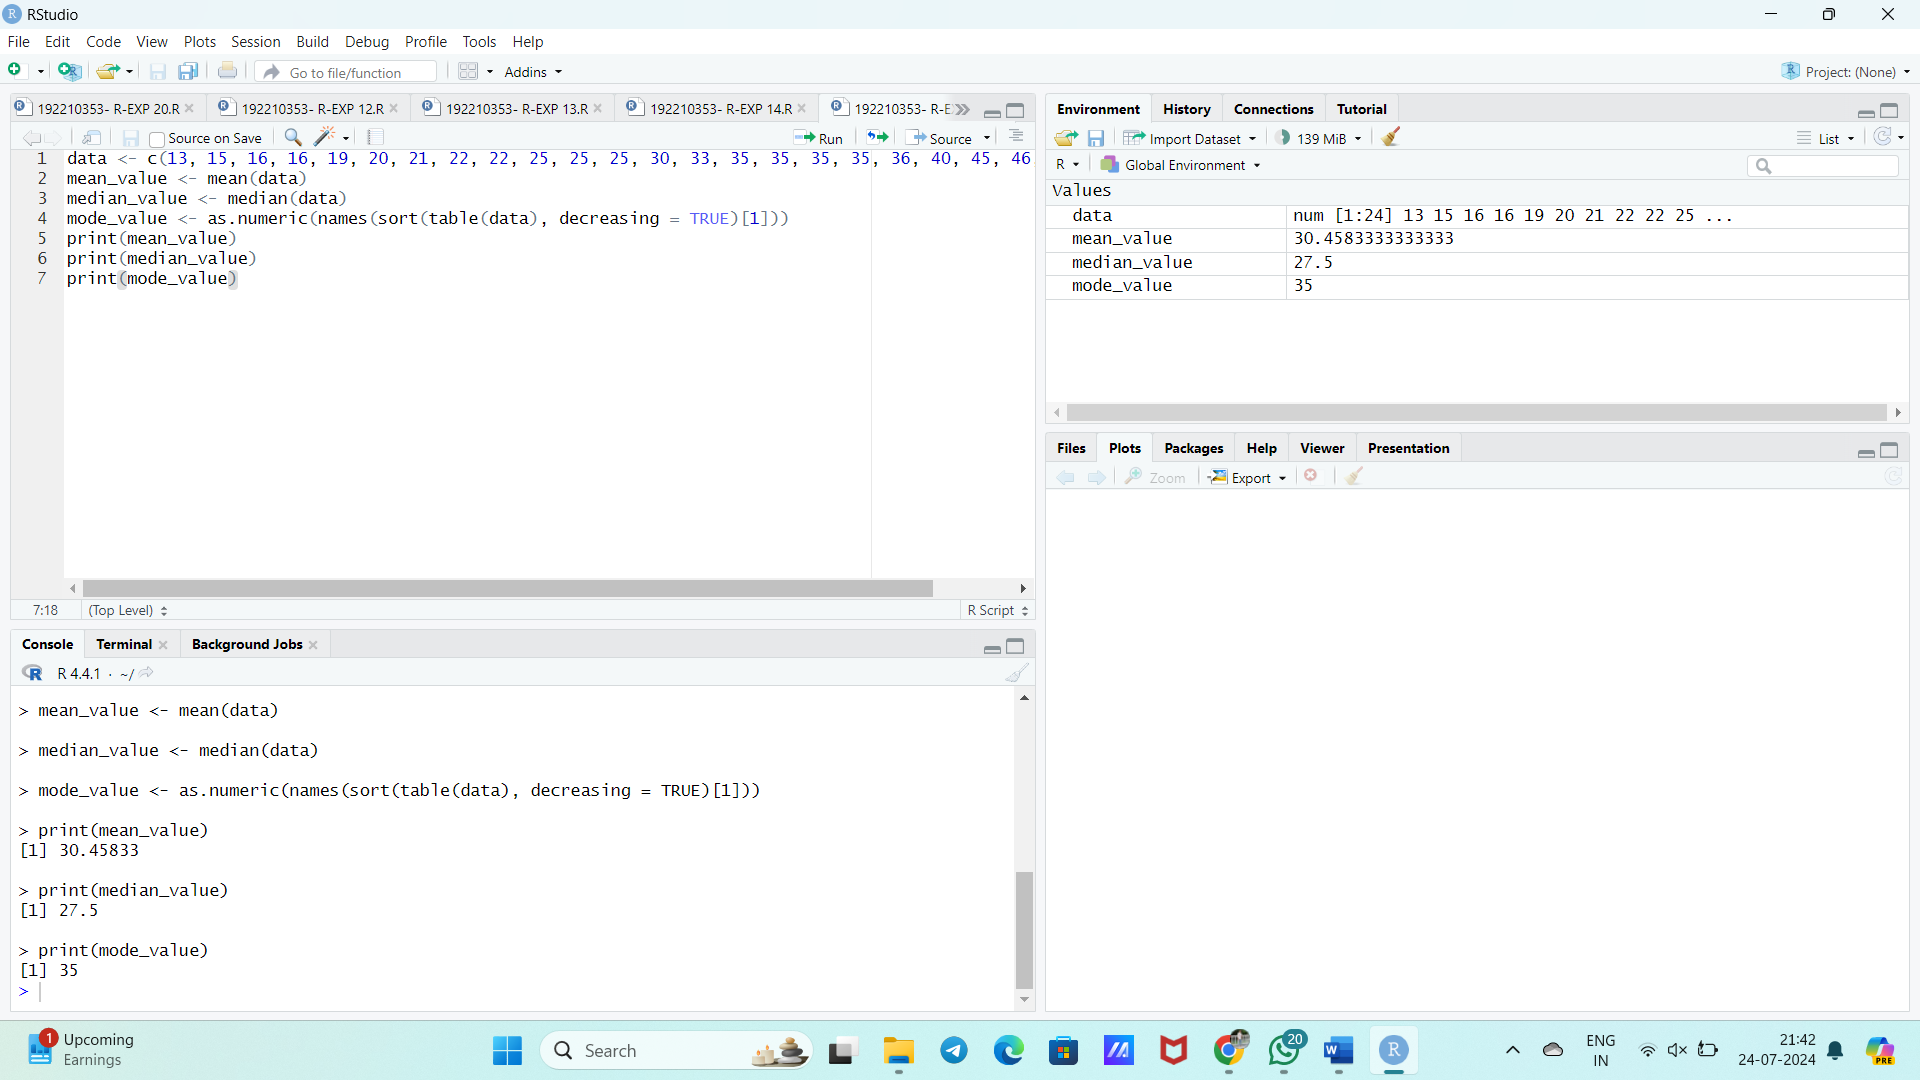 RStudio
File Edit Code View Plots Session Build Debug Profile Tools Help
Go to file/function Addins Project: (None)
192210353- R-EXP 20.R 192210353- R-EXP 12.R 192210353- R-EXP 13.R 192210353- R-EXP 14.R 192210353- R-E
Source on Save Run Source
1 data <- c(13, 15, 16, 16, 19, 20, 21, 22, 22, 25, 25, 25, 30, 33, 35, 35, 35, 35, 36, 40, 45, 46
2 mean_value <- mean(data)
3 median_value <- median(data)
4 mode_value <- as.numeric(names(sort(table(data), decreasing = TRUE)[1]))
5 print(mean_value)
6 print(median_value)
7 print(mode_value)
7:18 (Top Level) R Script
Console Terminal Background Jobs
R 4.4.1 · ~/
> mean_value <- mean(data)
> median_value <- median(data)
> mode_value <- as.numeric(names(sort(table(data), decreasing = TRUE)[1]))
> print(mean_value)
[1] 30.45833
> print(median_value)
[1] 27.5
> print(mode_value)
[1] 35
>
Environment History Connections Tutorial
Import Dataset 139 MiB List
R Global Environment
Values
data num [1:24] 13 15 16 16 19 20 21 22 22 25 ...
mean_value 30.4583333333333
median_value 27.5
mode_value 35
Files Plots Packages Help Viewer Presentation
Zoom Export
1 Upcoming
Earnings
Search
20
ENG
IN
21:42
24-07-2024
PRE